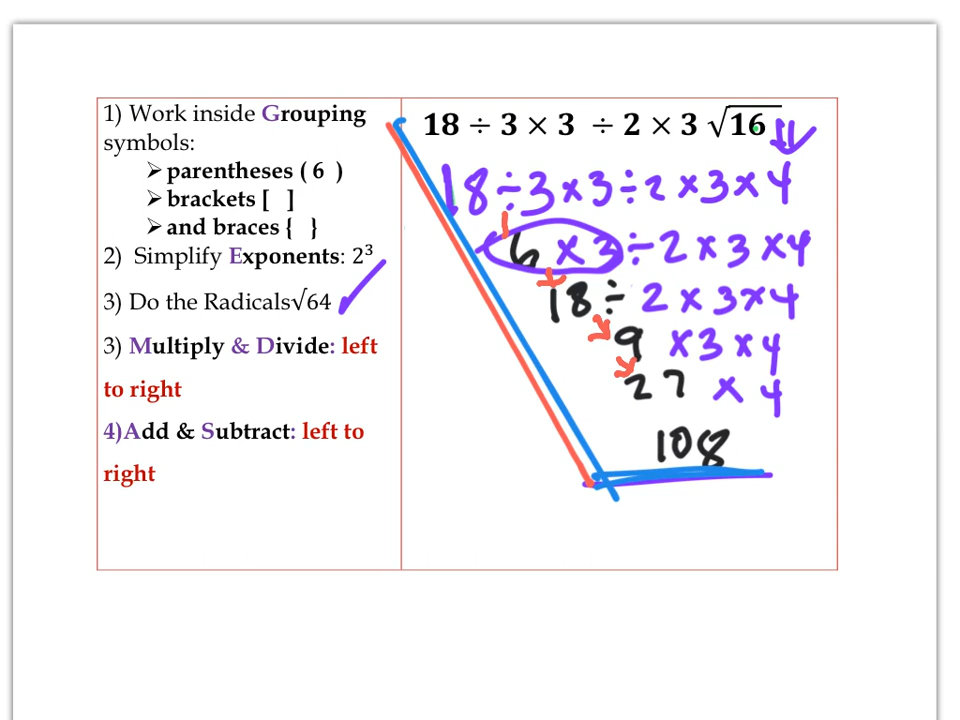 1) Work inside Grouping
symbols:
➢ parentheses ( 6 )
➢ brackets [ ]
➢ and braces { }
2) Simplify Exponents: 2³
3) Do the Radicals√64
3) Multiply & Divide: left
to right
4)Add & Subtract: left to
right
18 ÷ 3 × 3 ÷ 2 × 3 √16
18 ÷ 3 × 3 ÷ 2 × 3 × 4
6 × 3 ÷ 2 × 3 × 4
18 ÷ 2 × 3 × 4
9 × 3 × 4
27 × 4
108